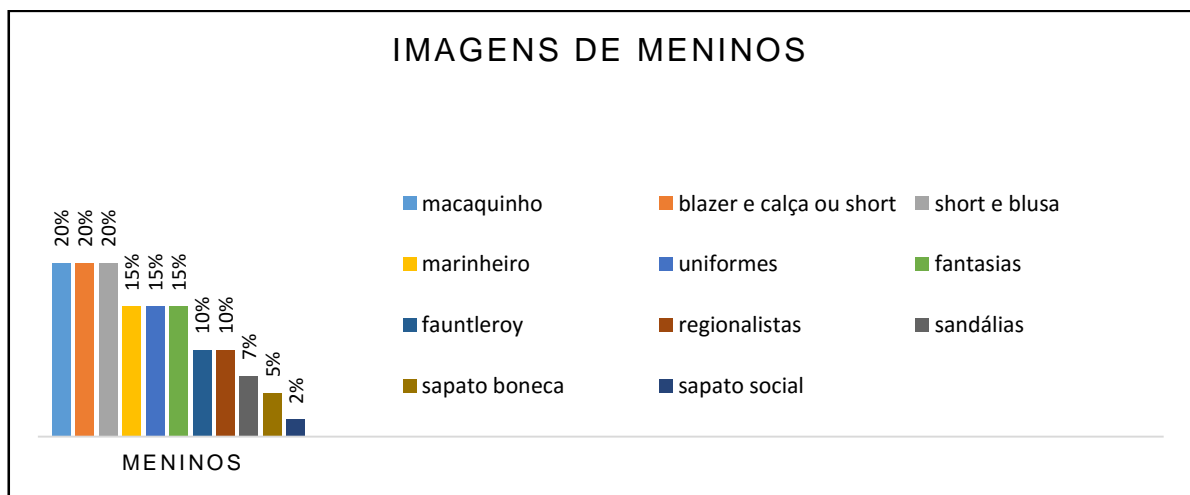 IMAGENS DE MENINOS
20% 20% 20% 15% 15% 15% 10% 10% 7% 5% 2%
MENINOS
macaquinho blazer e calça ou short short e blusa
marinheiro uniformes fantasias
fauntleroy regionalistas sandálias
sapato boneca sapato social